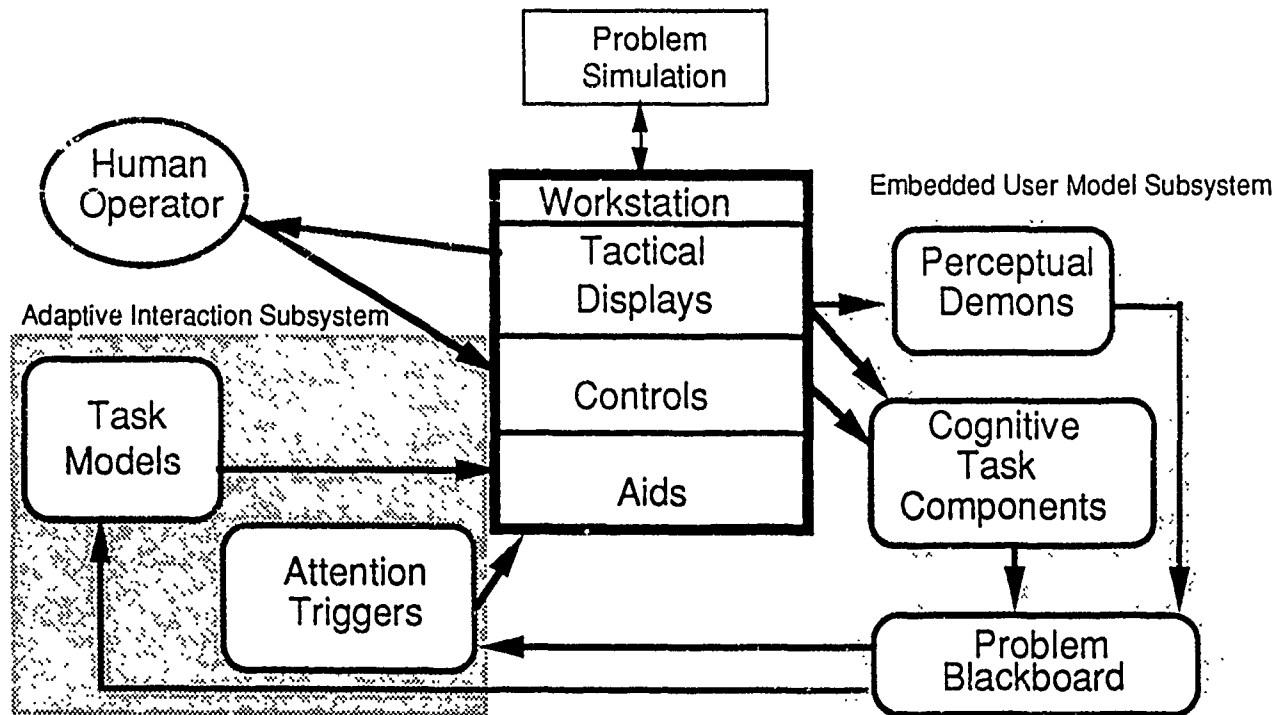 Problem
Simulation
Human
Operator
Workstation
Embedded User Model Subsystem
Tactical
Displays
Perceptual
Demons
Adaptive Interaction Subsystem
Task
Models
Controls
Cognitive
Task
Components
Aids
Attention
Triggers
Problem
Blackboard